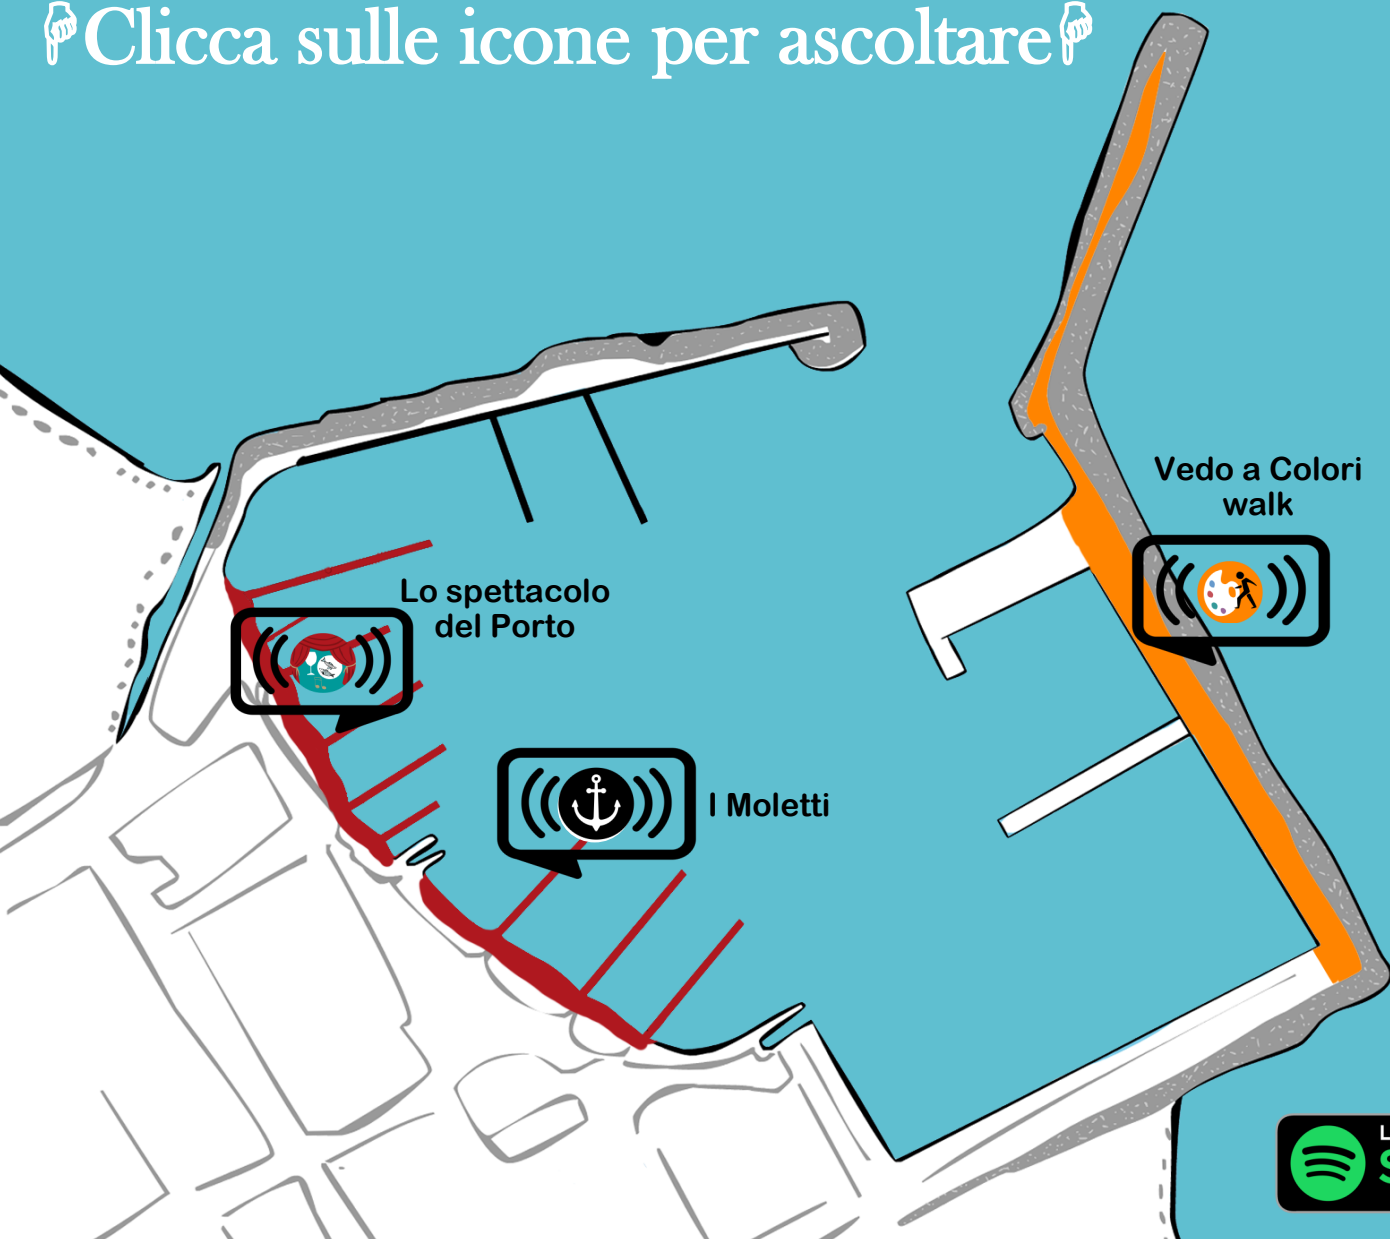 Clicca sulle icone per ascoltare
Vedo a Colori
walk
Lo spettacolo
del Porto
I Moletti